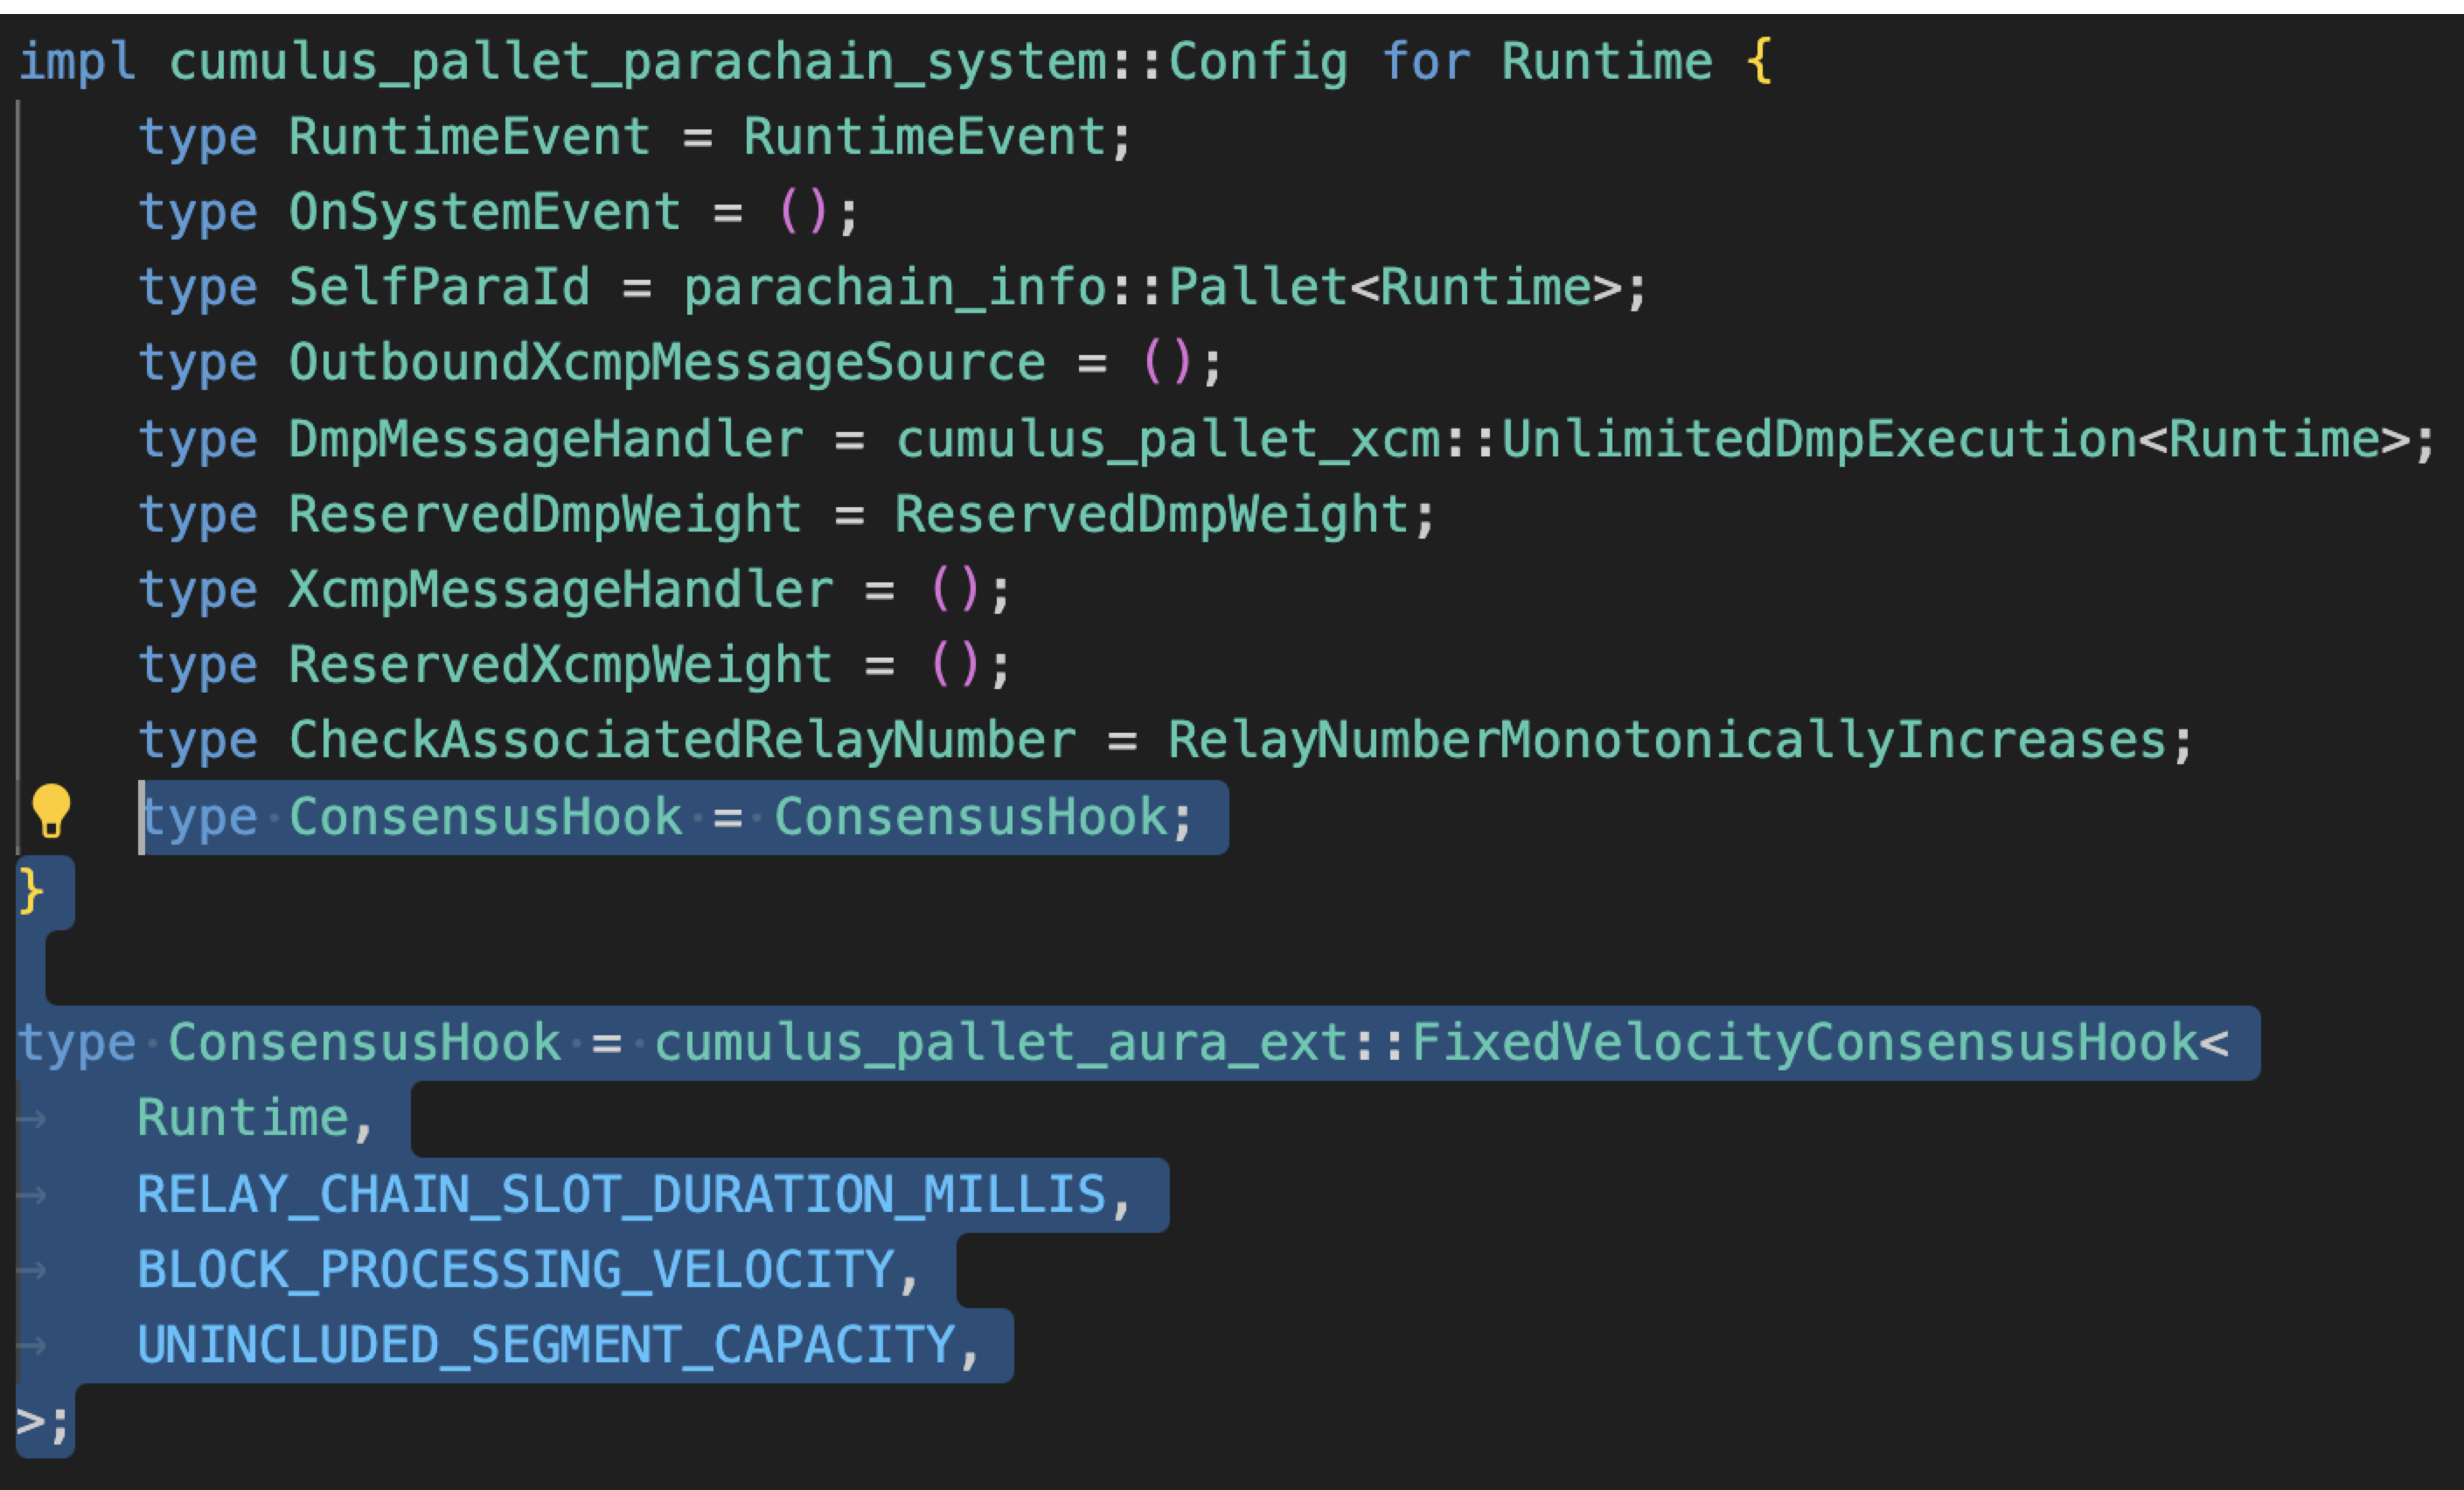 impl cumulus_pallet_parachain_system::Config for Runtime {
    type RuntimeEvent = RuntimeEvent;
    type OnSystemEvent = ();
    type SelfParaId = parachain_info::Pallet<Runtime>;
    type OutboundXcmpMessageSource = ();
    type DmpMessageHandler = cumulus_pallet_xcm::UnlimitedDmpExecution<Runtime>;
    type ReservedDmpWeight = ReservedDmpWeight;
    type XcmpMessageHandler = ();
    type ReservedXcmpWeight = ();
    type CheckAssociatedRelayNumber = RelayNumberMonotonicallyIncreases;
    type ConsensusHook = ConsensusHook;
}

type ConsensusHook = cumulus_pallet_aura_ext::FixedVelocityConsensusHook<
    Runtime,
    RELAY_CHAIN_SLOT_DURATION_MILLIS,
    BLOCK_PROCESSING_VELOCITY,
    UNINCLUDED_SEGMENT_CAPACITY,
>;